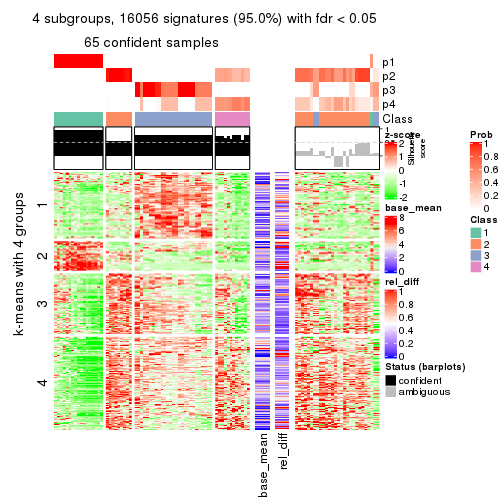 4 subgroups, 16056 signatures (95.0%) with fdr < 0.05
65 confident samples
p1
p2
p3
p4
Class
1
Silhouette
score
z-score
2
1
0
-1
-2
base_mean
8
6
4
2
0
rel_diff
1
0.8
0.6
0.4
0.2
0
Status (barplots)
confident
ambiguous
Prob
1
0.8
0.6
0.4
0.2
0
Class
1
2
3
4
k-means with 4 groups
1
2
3
4
base_mean
rel_diff